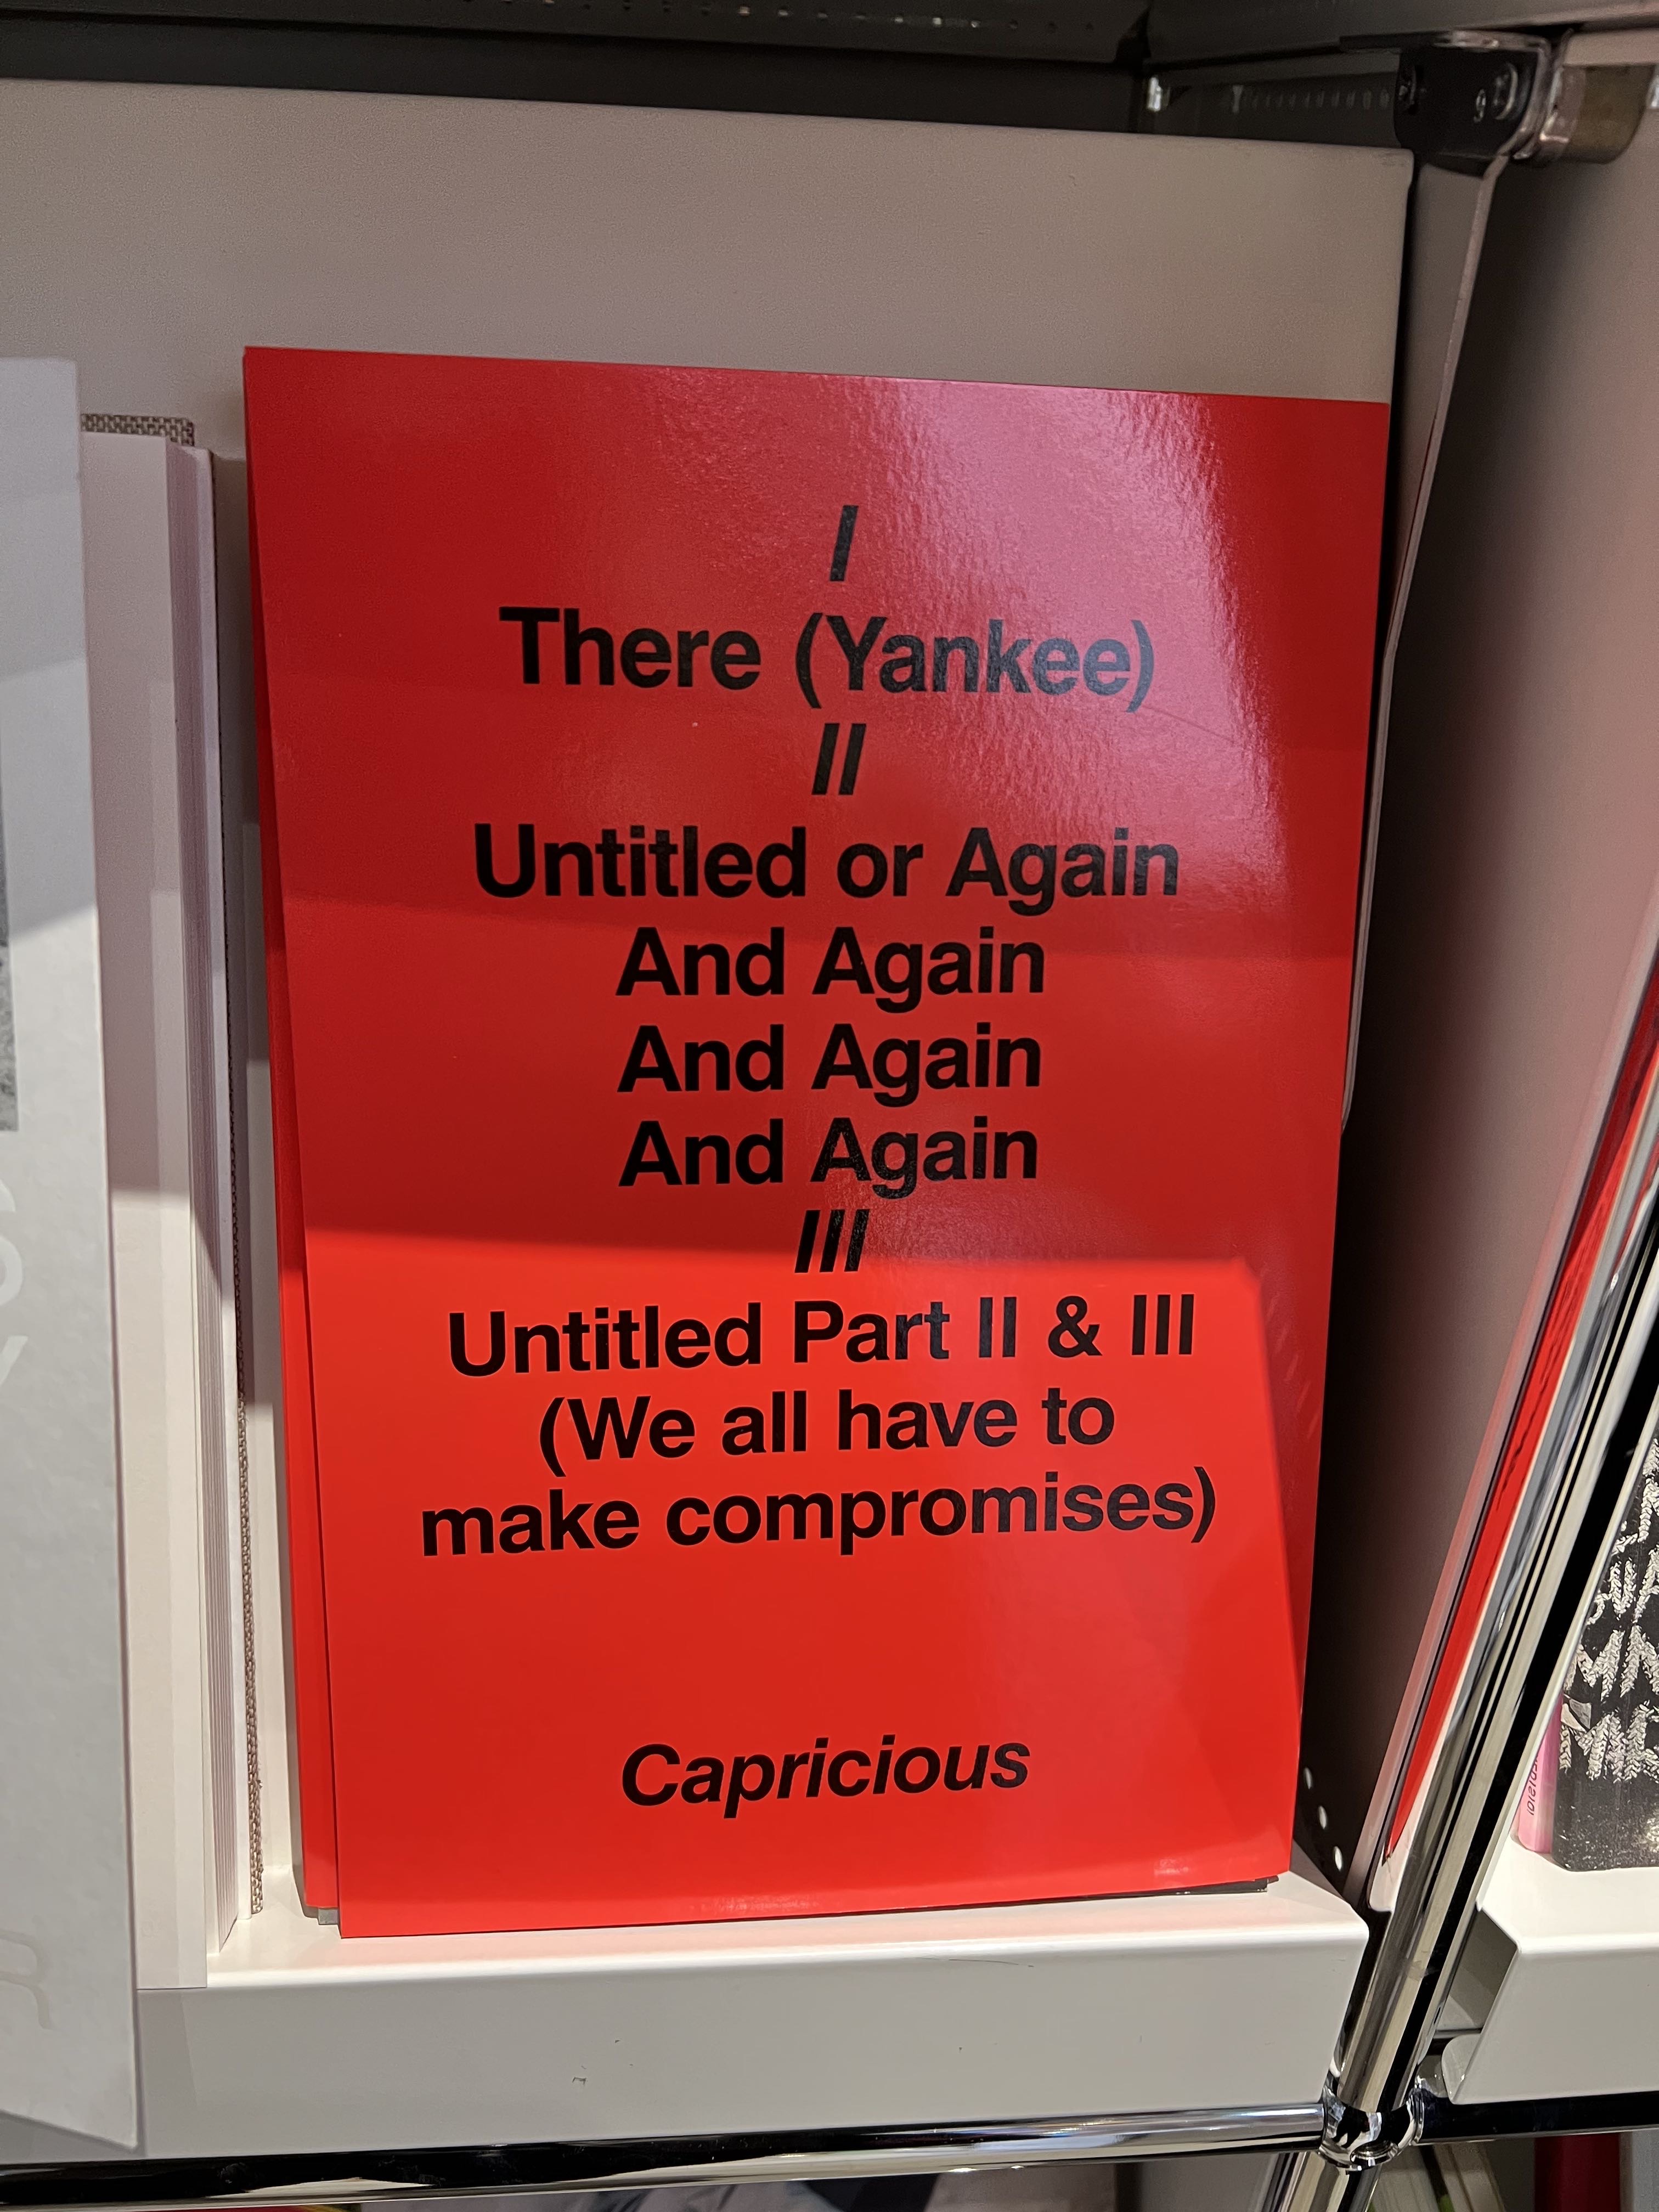 I
There (Yankee)
II
Untitled or Again
And Again
And Again
And Again
III
Untitled Part II & III
(We all have to
make compromises)
Capricious